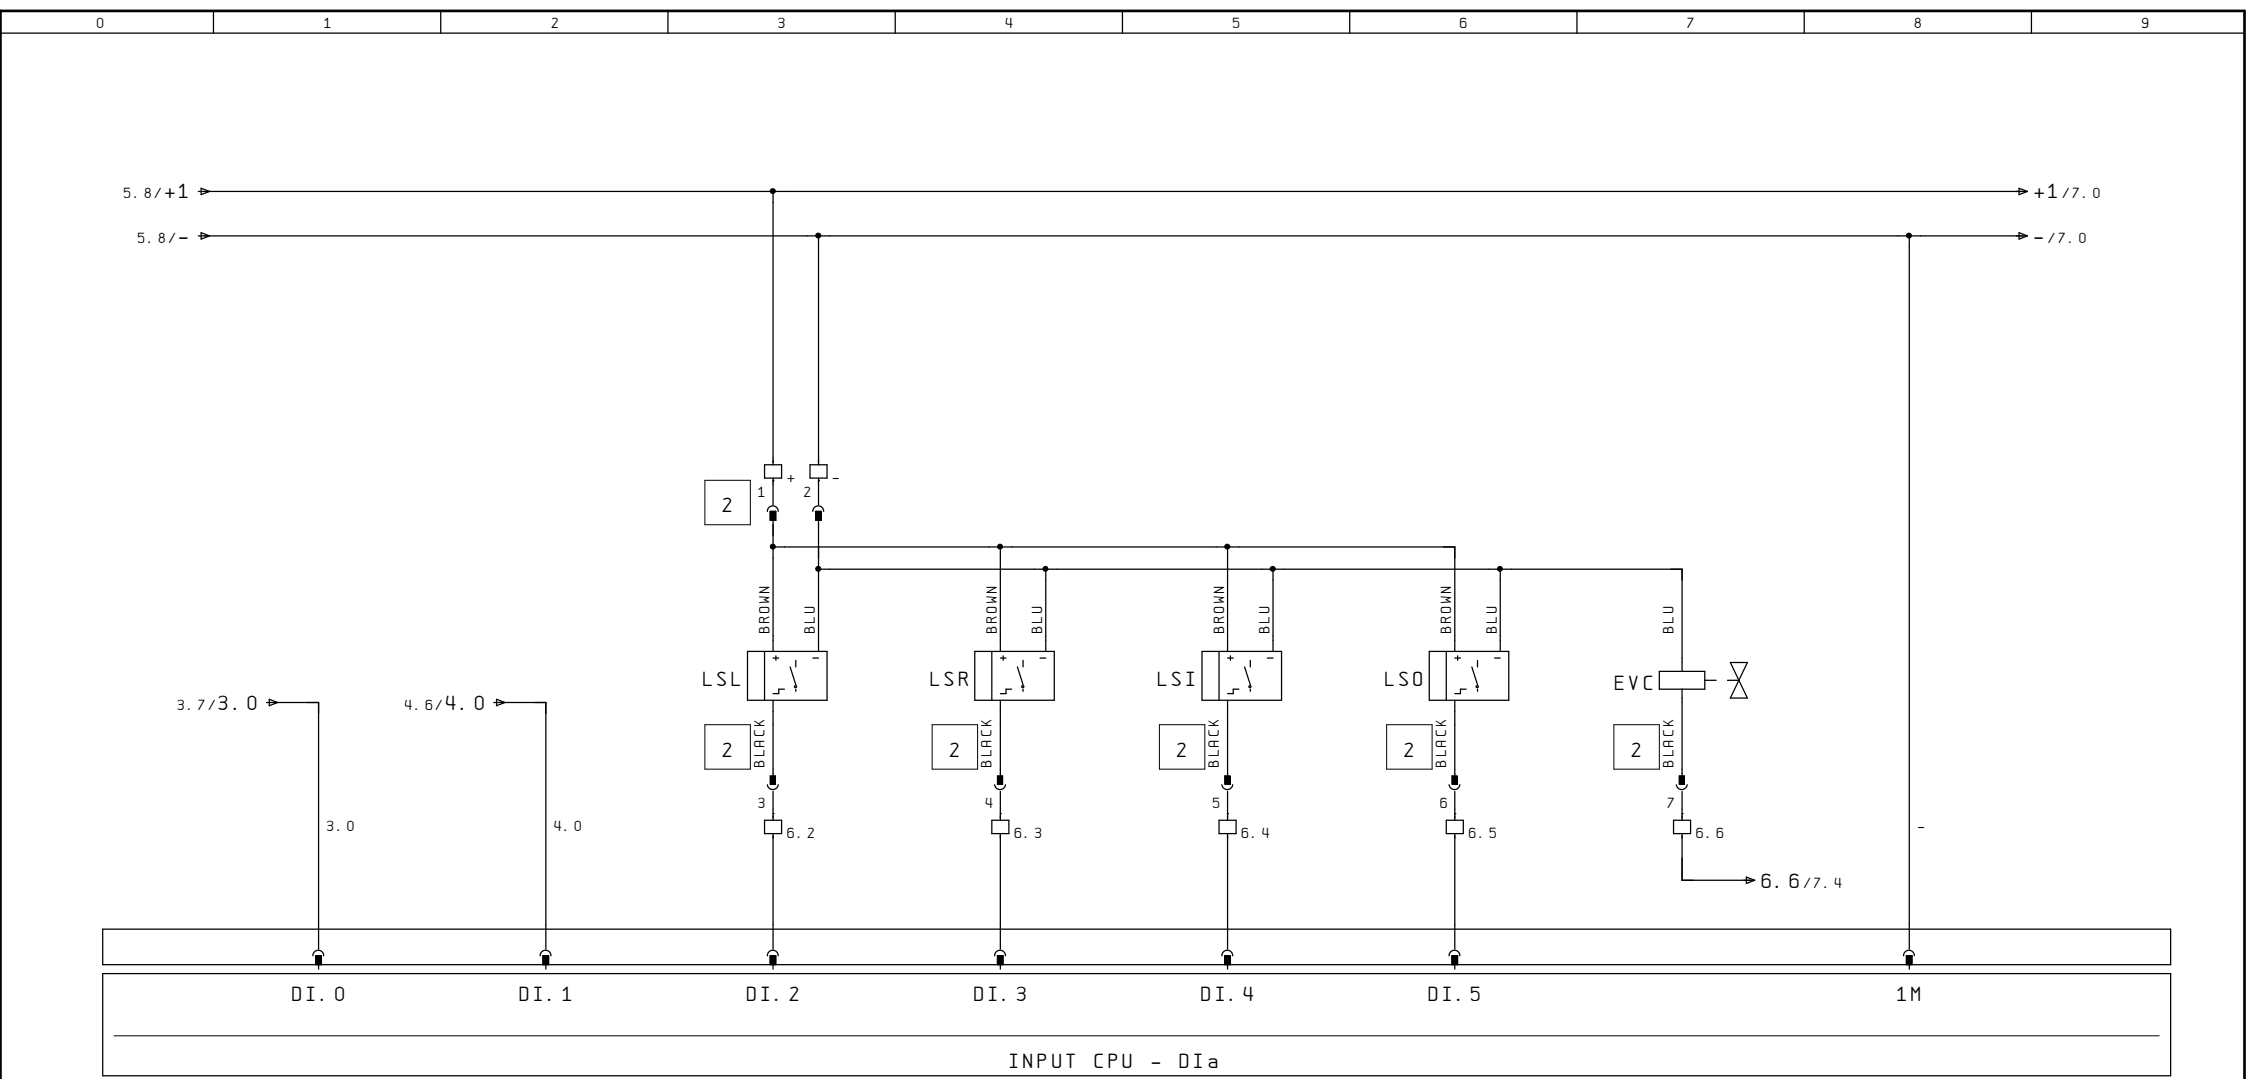 0 1 2 3 4 5 6 7 8 9
5.8/+1 +1/7.0
5.8/- -/7.0
+ -
1 2
2
BROWN BLU BROWN BLU BROWN BLU BROWN BLU BLU
+ - + - + - + -
LSL LSR LSI LSO EVC
3.7/3.0 4.6/4.0
2 BLACK 2 BLACK 2 BLACK 2 BLACK 2 BLACK
3 4 5 6 7
3.0 4.0 6.2 6.3 6.4 6.5 6.6 -
6.6/7.4
DI.0 DI.1 DI.2 DI.3 DI.4 DI.5 1M
INPUT CPU - DIa